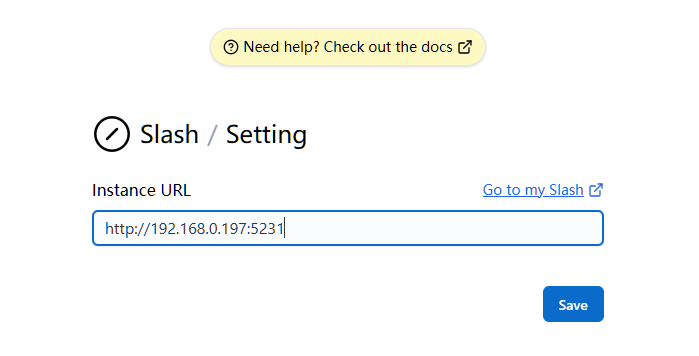 Need help? Check out the docs
Slash / Setting
Instance URL
Go to my Slash
http://192.168.0.197:5231
Save